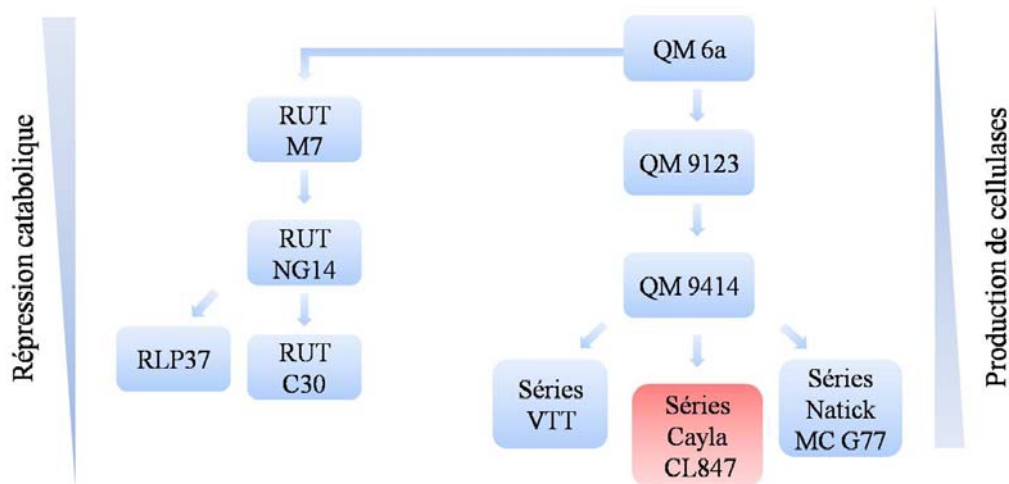 Répression catabolique
QM 6a
RUT
M7
QM 9123
RUT
NG14
QM 9414
RLP37
RUT
C30
Séries
VTT
Séries
Cayla
CL847
Séries
Natick
MC G77
Production de cellulases